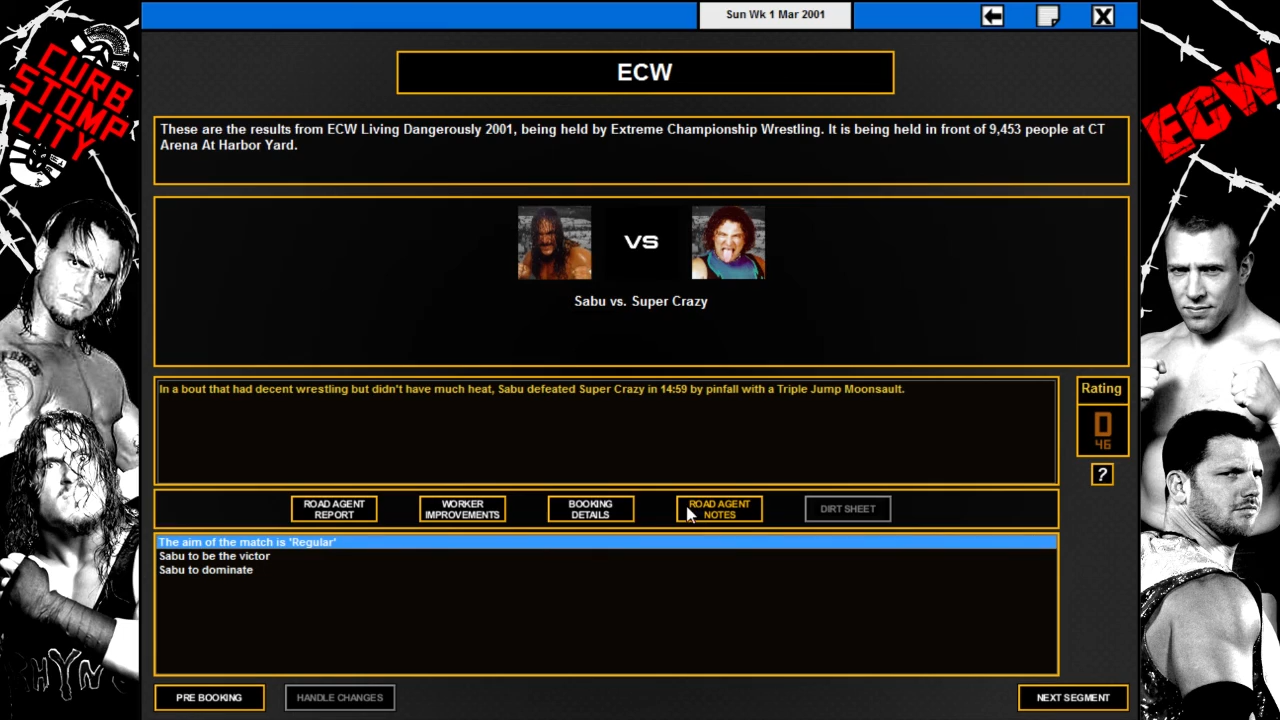 Sun Wk 1 Mar 2001
CURB
STOMP
CITY
ECW
ECW
These are the results from ECW Living Dangerously 2001, being held by Extreme Championship Wrestling. It is being held in front of 9,453 people at CT
Arena At Harbor Yard.
VS
Sabu vs. Super Crazy
In a bout that had decent wrestling but didn't have much heat, Sabu defeated Super Crazy in 14:59 by pinfall with a Triple Jump Moonsault.
Rating
D
46
?
ROAD AGENT
REPORT
WORKER
IMPROVEMENTS
BOOKING
DETAILS
ROAD AGENT
NOTES
DIRT SHEET
The aim of the match is 'Regular'
Sabu to be the victor
Sabu to dominate
PRE BOOKING
HANDLE CHANGES
NEXT SEGMENT